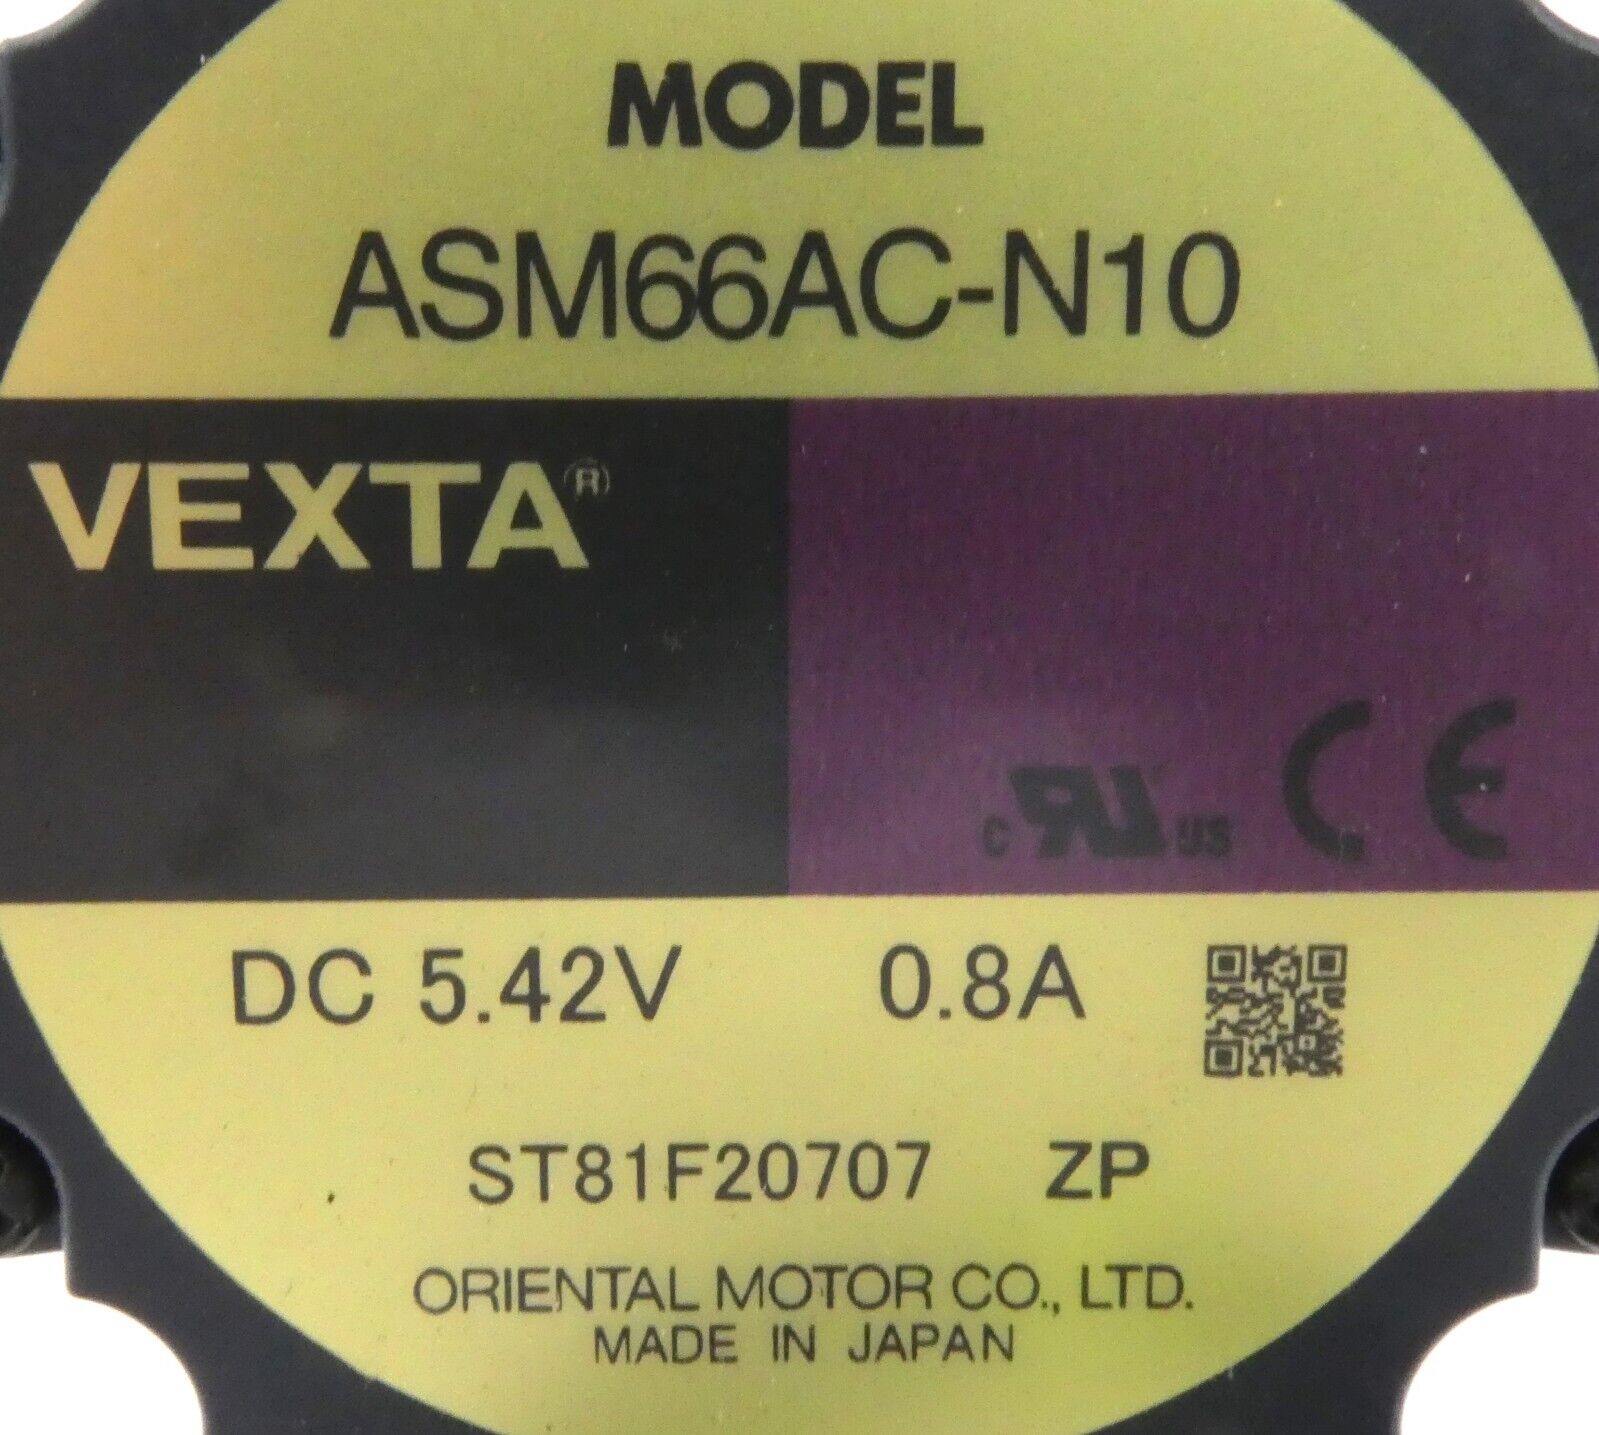 MODEL
ASM66AC-N10
VEXTA®
c RU US CE
DC 5.42V 0.8A
ST81F20707 ZP
ORIENTAL MOTOR CO., LTD.
MADE IN JAPAN